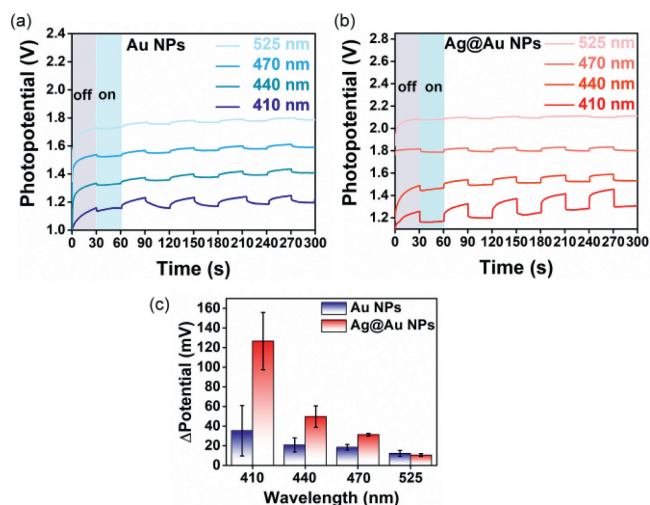 (a)
Photopotential (V)
2.4
2.2
2.0
1.8
1.6
1.4
1.2
1.0
Au NPs
525 nm
470 nm
440 nm
410 nm
off on
0 30 60 90 120 150 180 210 240 270 300
Time (s)
(b)
Photopotential (V)
2.8
2.6
2.4
2.2
2.0
1.8
1.6
1.4
1.2
Ag@Au NPs
525 nm
470 nm
440 nm
410 nm
off on
0 30 60 90 120 150 180 210 240 270 300
Time (s)
(c)
ΔPotential (mV)
160
140
120
100
80
60
40
20
0
Au NPs
Ag@Au NPs
410 440 470 525
Wavelength (nm)